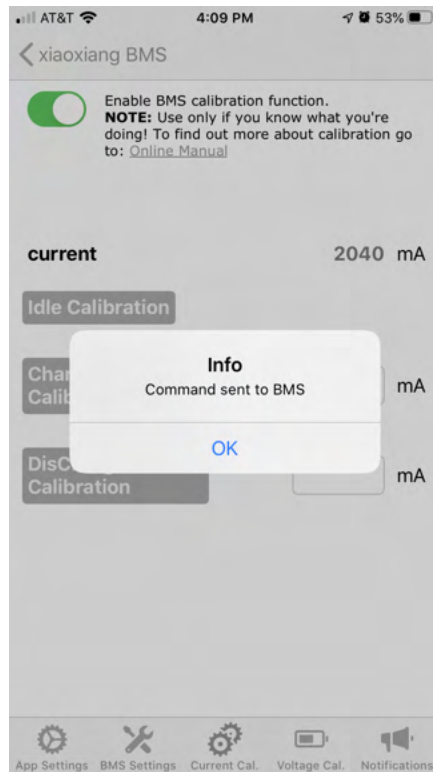 AT&T 4:09 PM 53%
xiaoxiang BMS
Enable BMS calibration
function.
NOTE: Use only if you know what you're
doing! To find out more about calibration go
to: Online Manual
current 2040 mA
Idle Calibration
Info
Command sent to BMS
mA
OK
Calibration
mA
App Settings BMS Settings Current Cal. Voltage Cal. Notifications